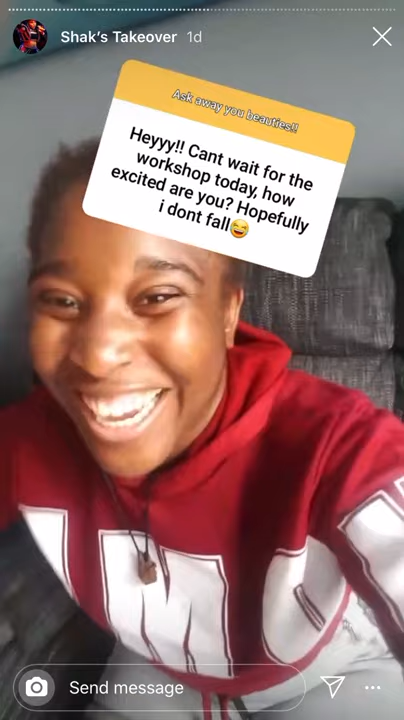 Shak's Takeover 1d
Ask away you beauties!!
Heyyy!! Cant wait for the
workshop today, how
excited are you? Hopefully
i dont fall😅
Send message